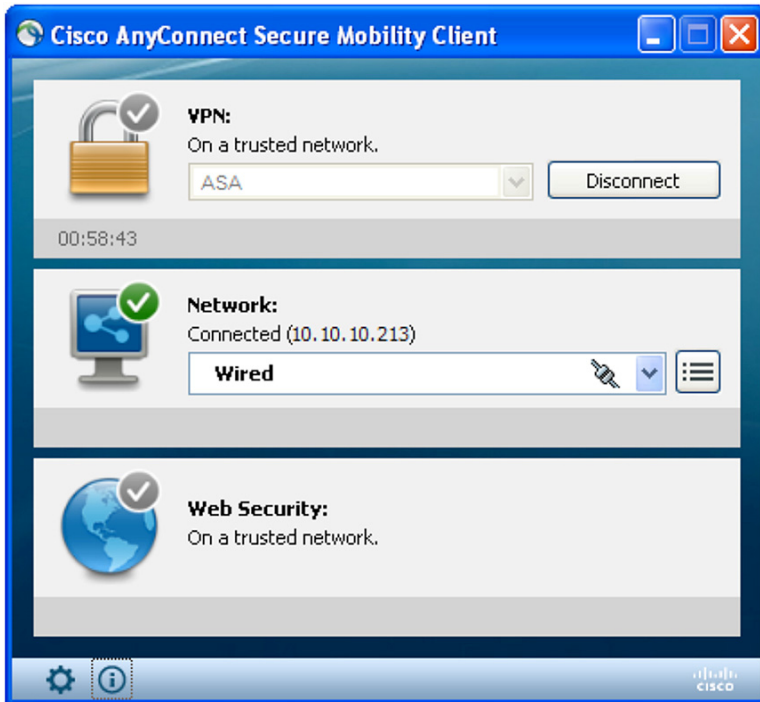 Cisco AnyConnect Secure Mobility Client
VPN:
On a trusted network.
ASA
Disconnect
00:58:43
Network:
Connected (10.10.10.213)
Wired
Web Security:
On a trusted network.
cisco